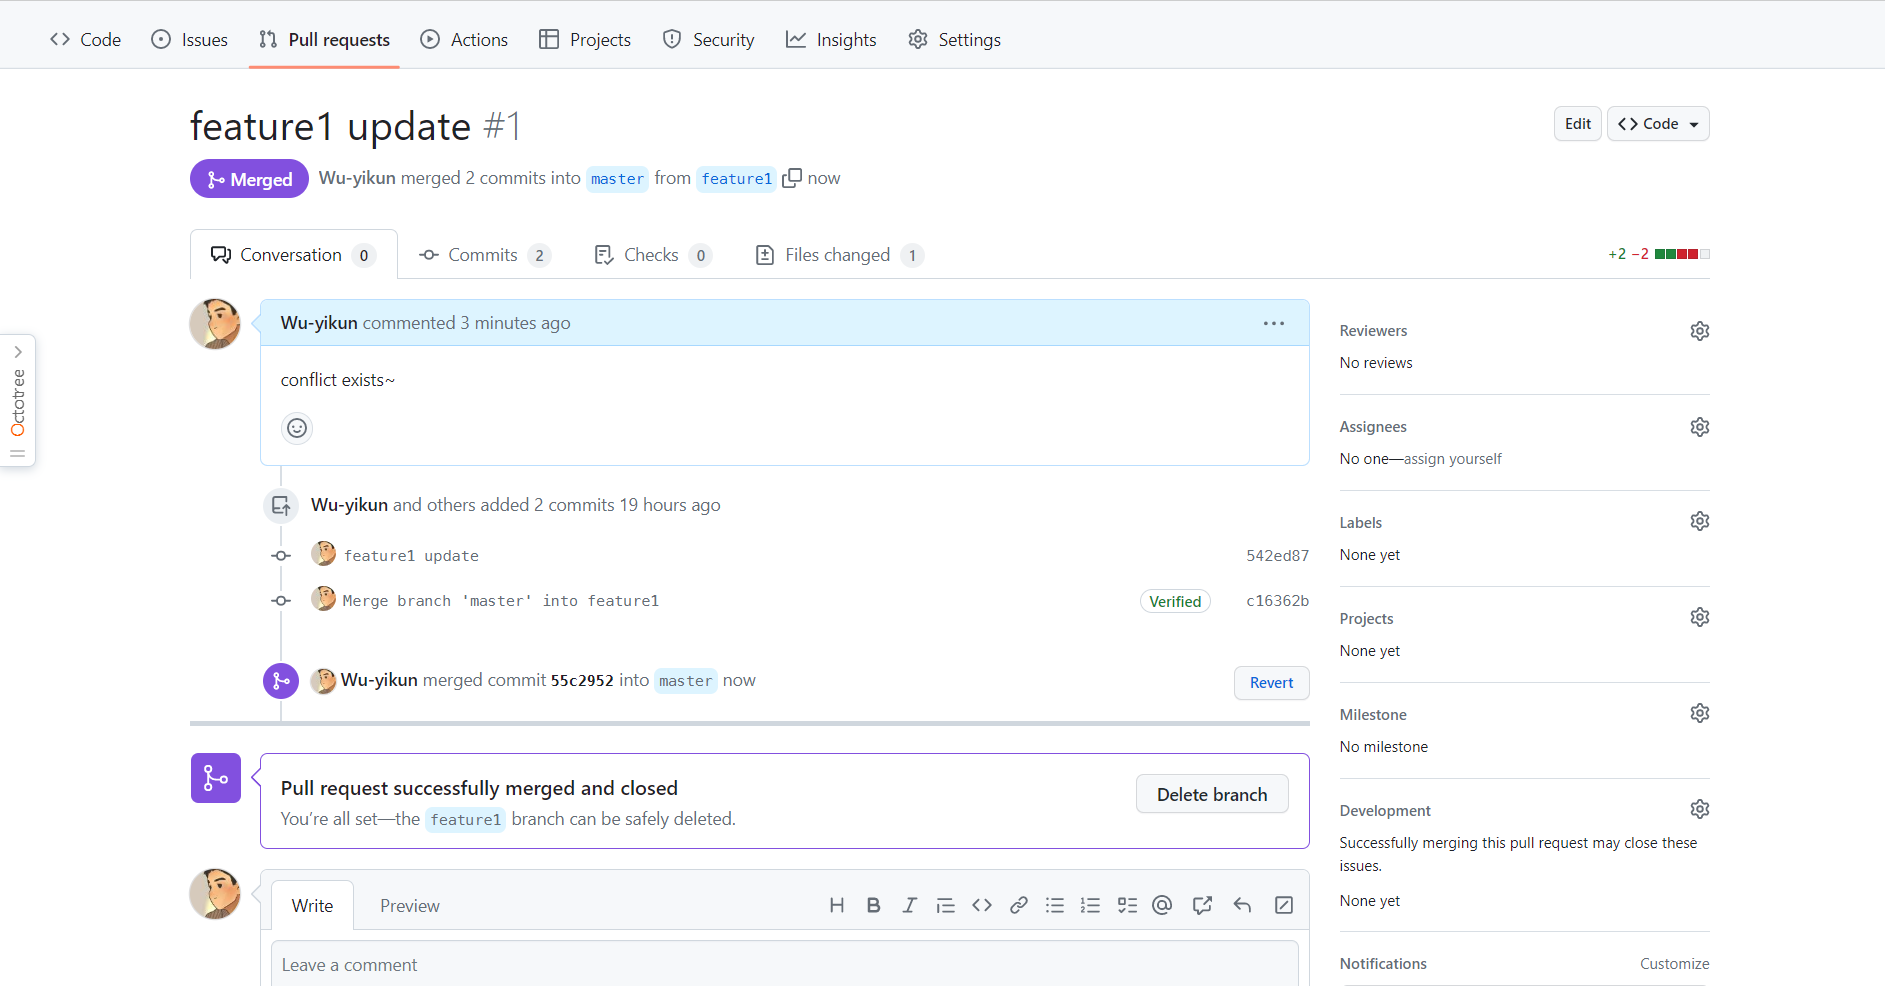 Code Issues Pull requests Actions Projects Security Insights Settings
feature1 update #1
Edit Code
Merged Wu-yikun merged 2 commits into master from feature1 now
Conversation 0 Commits 2 Checks 0 Files changed 1 +2 −2
Wu-yikun commented 3 minutes ago
conflict exists~
Wu-yikun and others added 2 commits 19 hours ago
feature1 update 542ed87
Merge branch 'master' into feature1 Verified c16362b
Wu-yikun merged commit 55c2952 into master now Revert
Pull request successfully merged and closed
You’re all set—the feature1 branch can be safely deleted.
Delete branch
Write Preview
Leave a comment
Reviewers
No reviews
Assignees
No one—assign yourself
Labels
None yet
Projects
None yet
Milestone
No milestone
Development
Successfully merging this pull request may close these
issues.
None yet
Notifications Customize
Octotree